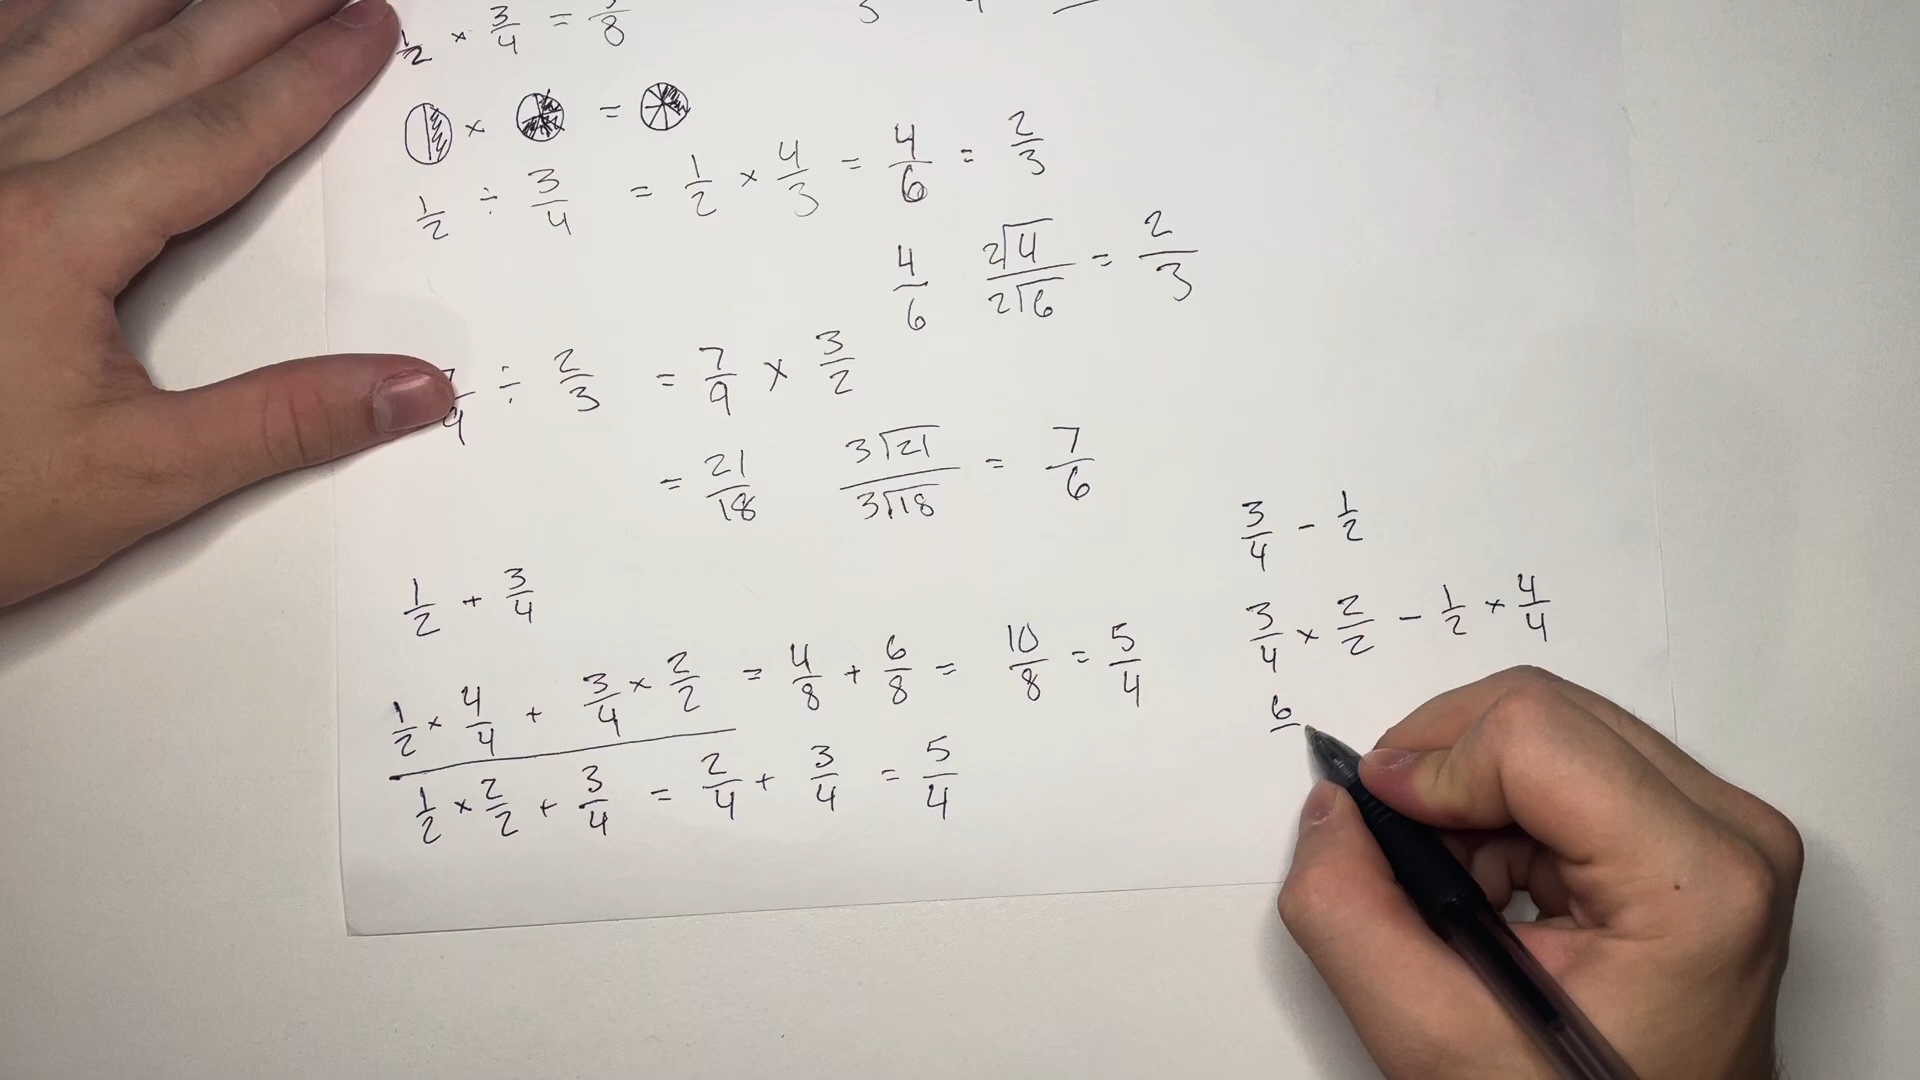 1/2 × 3/4 = 3/8
× =
1/2 ÷ 3/4 = 1/2 × 4/3 = 4/6 = 2/3
4/6 2√4/2√6 = 2/3
/9 ÷ 2/3 = 7/9 × 3/2
= 21/18 3√21/3√18 = 7/6
1/2 + 3/4
1/2 × 4/4 + 3/4 × 2/2 = 4/8 + 6/8 = 10/8 = 5/4
1/2 × 2/2 + 3/4 = 2/4 + 3/4 = 5/4
3/4 - 1/2
3/4 × 2/2 - 1/2 × 4/4
6